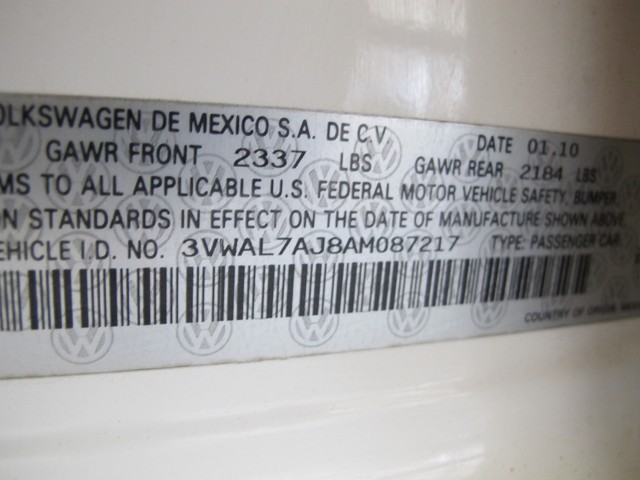 OLKSWAGEN DE MEXICO S.A. DE C.V. DATE 01.10
GAWR FRONT 2337 LBS GAWR REAR 2184 LBS
MS TO ALL APPLICABLE U.S. FEDERAL MOTOR VEHICLE SAFETY, BUMPER
ON STANDARDS IN EFFECT ON THE DATE OF MANUFACTURE SHOWN ABOVE.
VEHICLE I.D. NO. 3VWAL7AJ8AM087217 TYPE: PASSENGER CAR
COUNTRY OF ORIGIN: